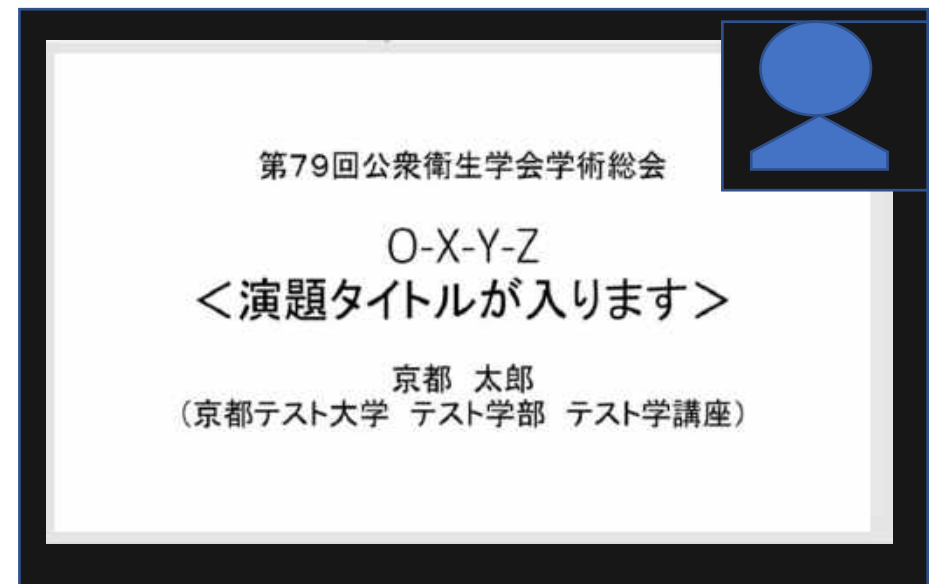 第79回公衆衛生学会学術総会
O-X-Y-Z
＜演題タイトルが入ります＞
京都　太郎
（京都テスト大学　テスト学部　テスト学講座）